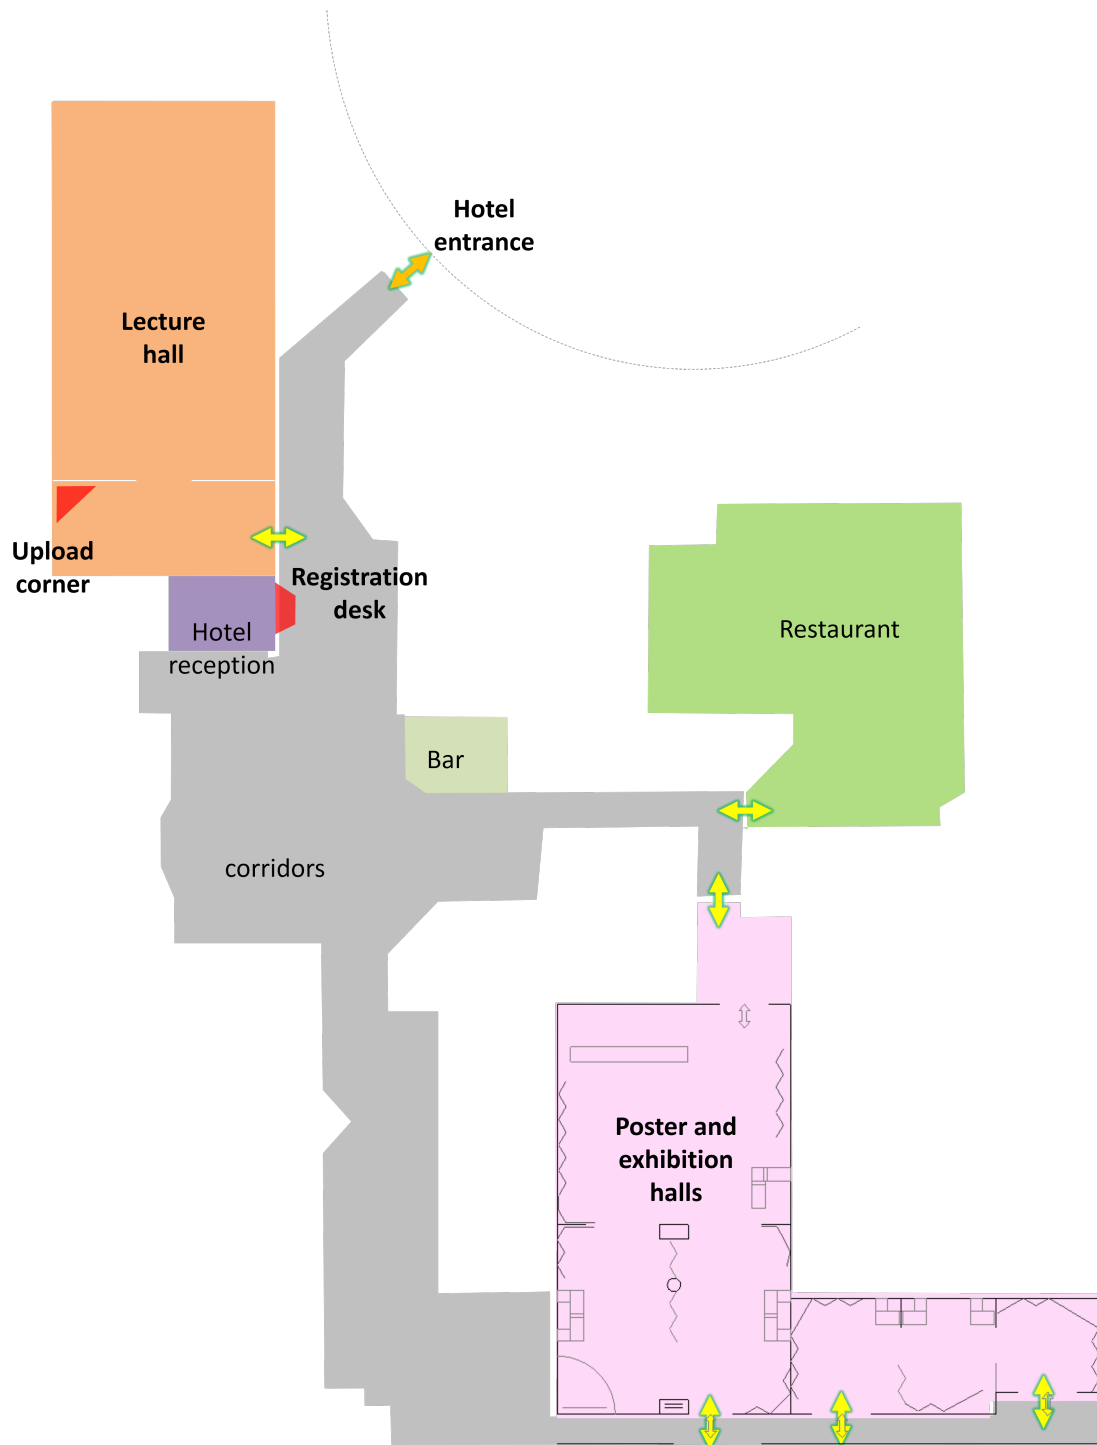 Hotel
entrance
Lecture
hall
Upload
corner
Registration
desk
Hotel
reception
Restaurant
Bar
corridors
Poster and
exhibition
halls